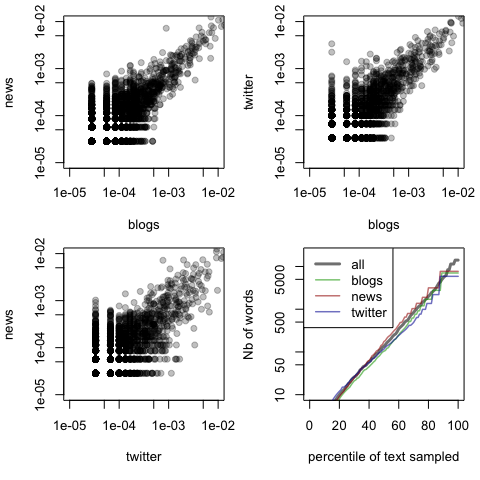 1e-02
1e-03
1e-04
1e-05
news
1e-05 1e-04 1e-03 1e-02
blogs
1e-02
1e-03
1e-04
1e-05
twitter
1e-05 1e-04 1e-03 1e-02
blogs
1e-02
1e-03
1e-04
1e-05
news
1e-05 1e-04 1e-03 1e-02
twitter
all
blogs
news
twitter
5000
500
50
10
Nb of words
0 20 40 60 80 100
percentile of text sampled